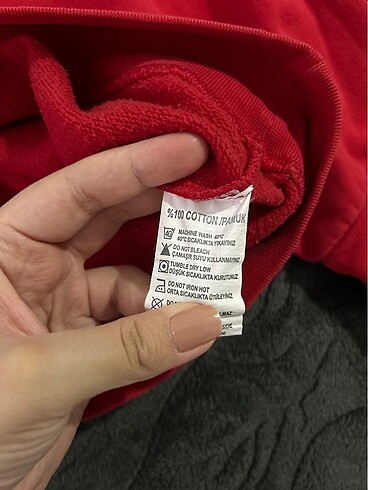 %100 COTTON /PAMUK
MACHINE WASH 40°C
40°C SICAKLIKTA YIKAYINIZ
DO NOT BLEACH
ÇAMAŞIR SUYU KULLANMAYINIZ
TUMBLE DRY LOW
DÜŞÜK SICAKLIKTA KURUTUNUZ
DO NOT IRON HOT
ORTA SICAKLIKTA ÜTÜLEYİNİZ